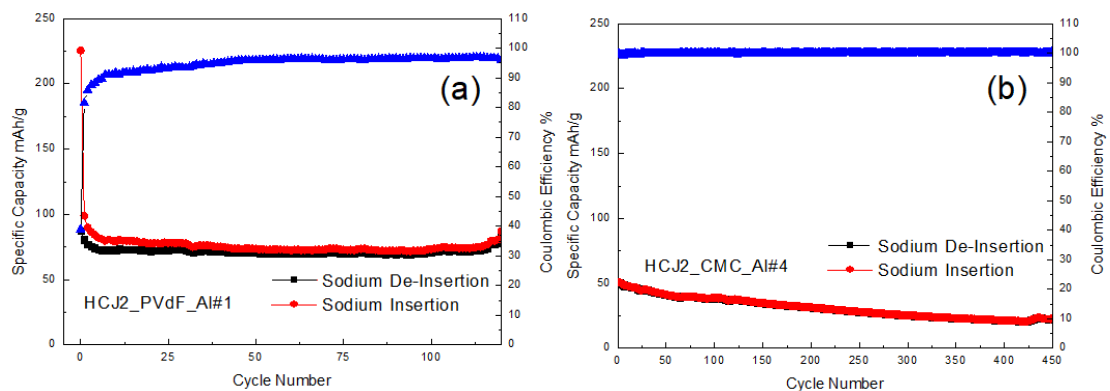 250
200
150
100
50
0
Specific Capacity mAh/g
(a)
110
100
90
80
70
60
50
40
30
20
10
0
Coulombic Efficiency %
Sodium De-Insertion
Sodium Insertion
HCJ2_PVdF_Al#1
0 25 50 75 100
Cycle Number
250
200
150
100
50
0
Specific Capacity mAh/g
(b)
110
100
90
80
70
60
50
40
30
20
10
0
Coulombic Efficiency %
HCJ2_CMC_Al#4
Sodium De-Insertion
Sodium Insertion
0 50 100 150 200 250 300 350 400 450
Cycle Number